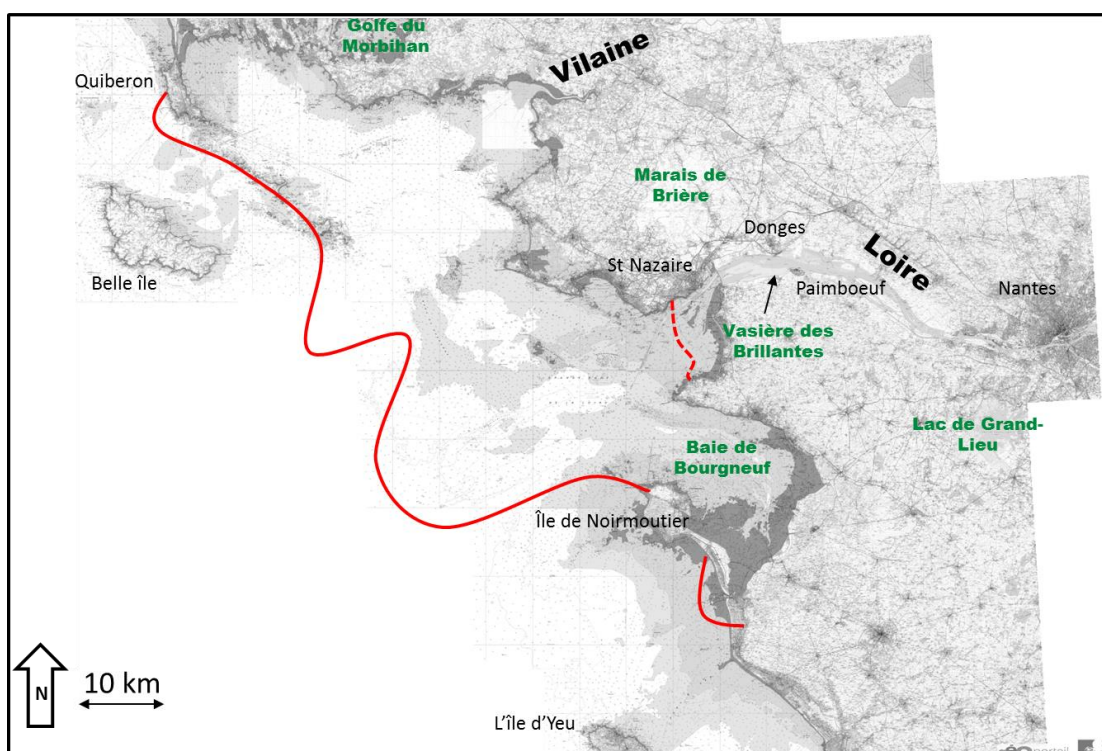 Golfe du
Morbihan
Vilaine
Quiberon
Marais de
Brière
Donges
Loire
St Nazaire
Belle île
Paimboeuf
Nantes
Vasière des
Brillantes
Lac de Grand-
Lieu
Baie de
Bourgneuf
Île de Noirmoutier
N
10 km
L'île d'Yeu